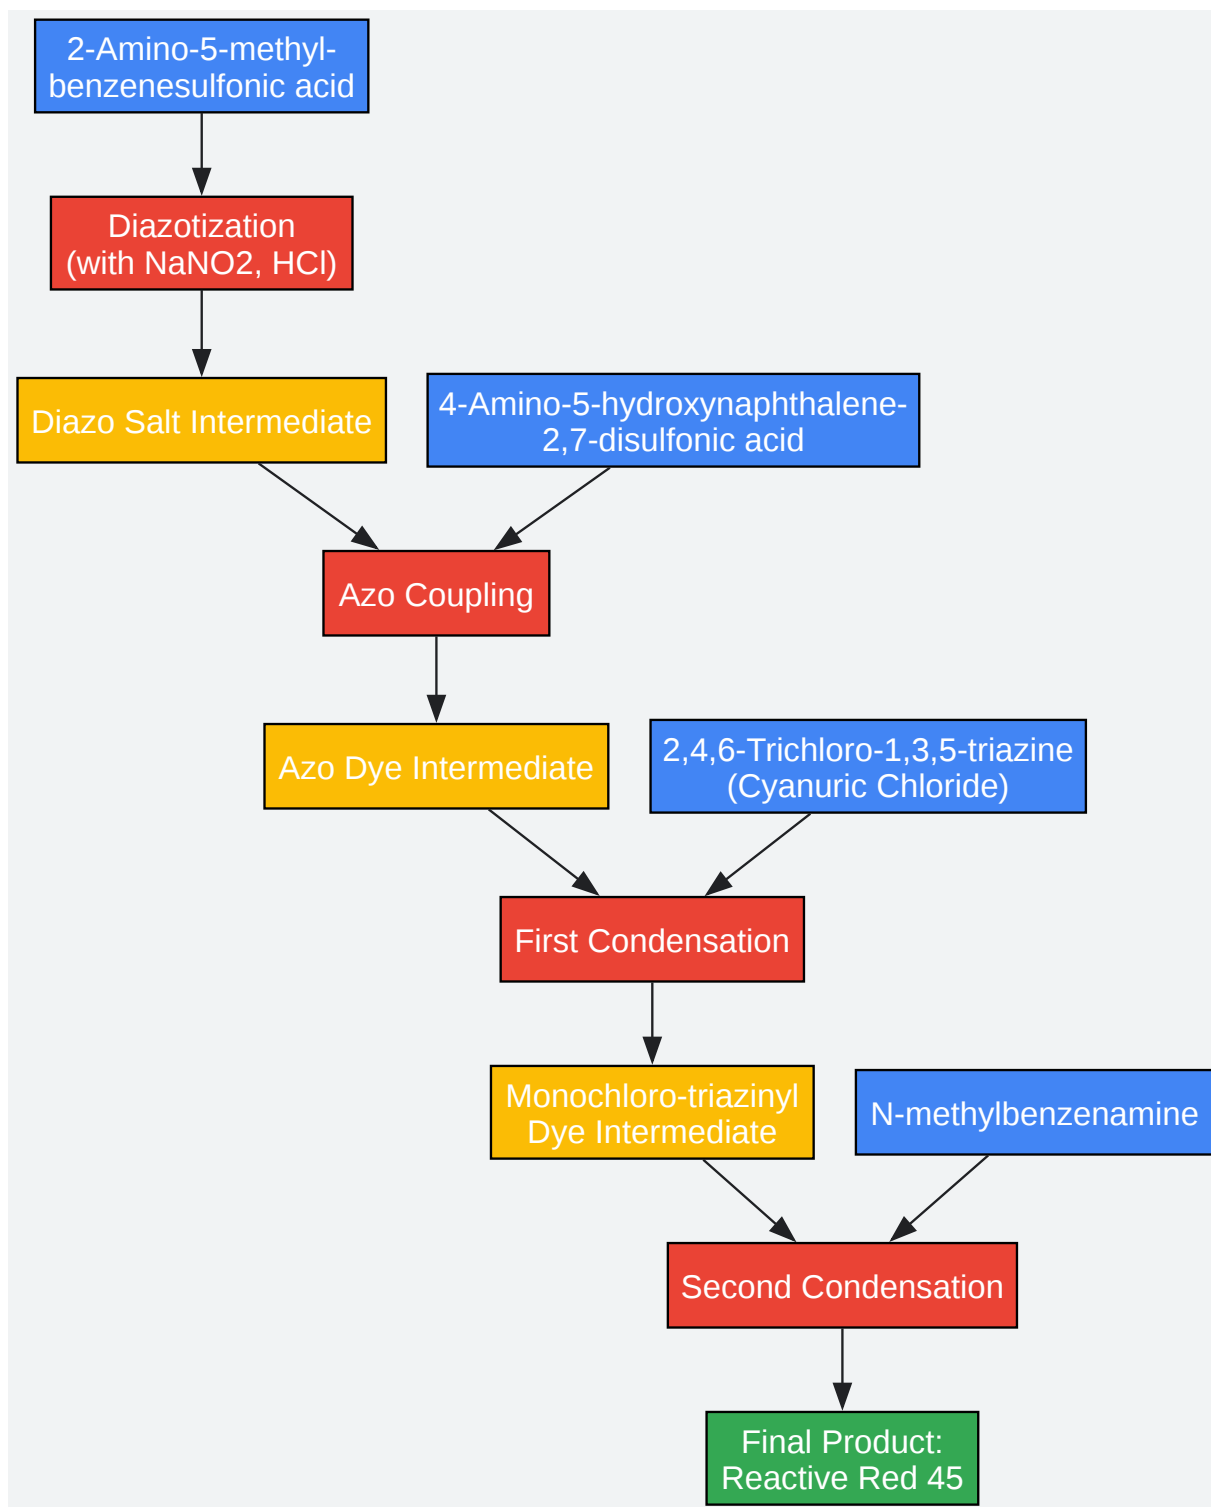 2-Amino-5-methyl-
benzenesulfonic acid
Diazotization
(with NaNO2, HCl)
Diazo Salt Intermediate
4-Amino-5-hydroxynaphthalene-
2,7-disulfonic acid
Azo Coupling
Azo Dye Intermediate
2,4,6-Trichloro-1,3,5-triazine
(Cyanuric Chloride)
First Condensation
Monochloro-triazinyl
Dye Intermediate
N-methylbenzenamine
Second Condensation
Final Product:
Reactive Red 45